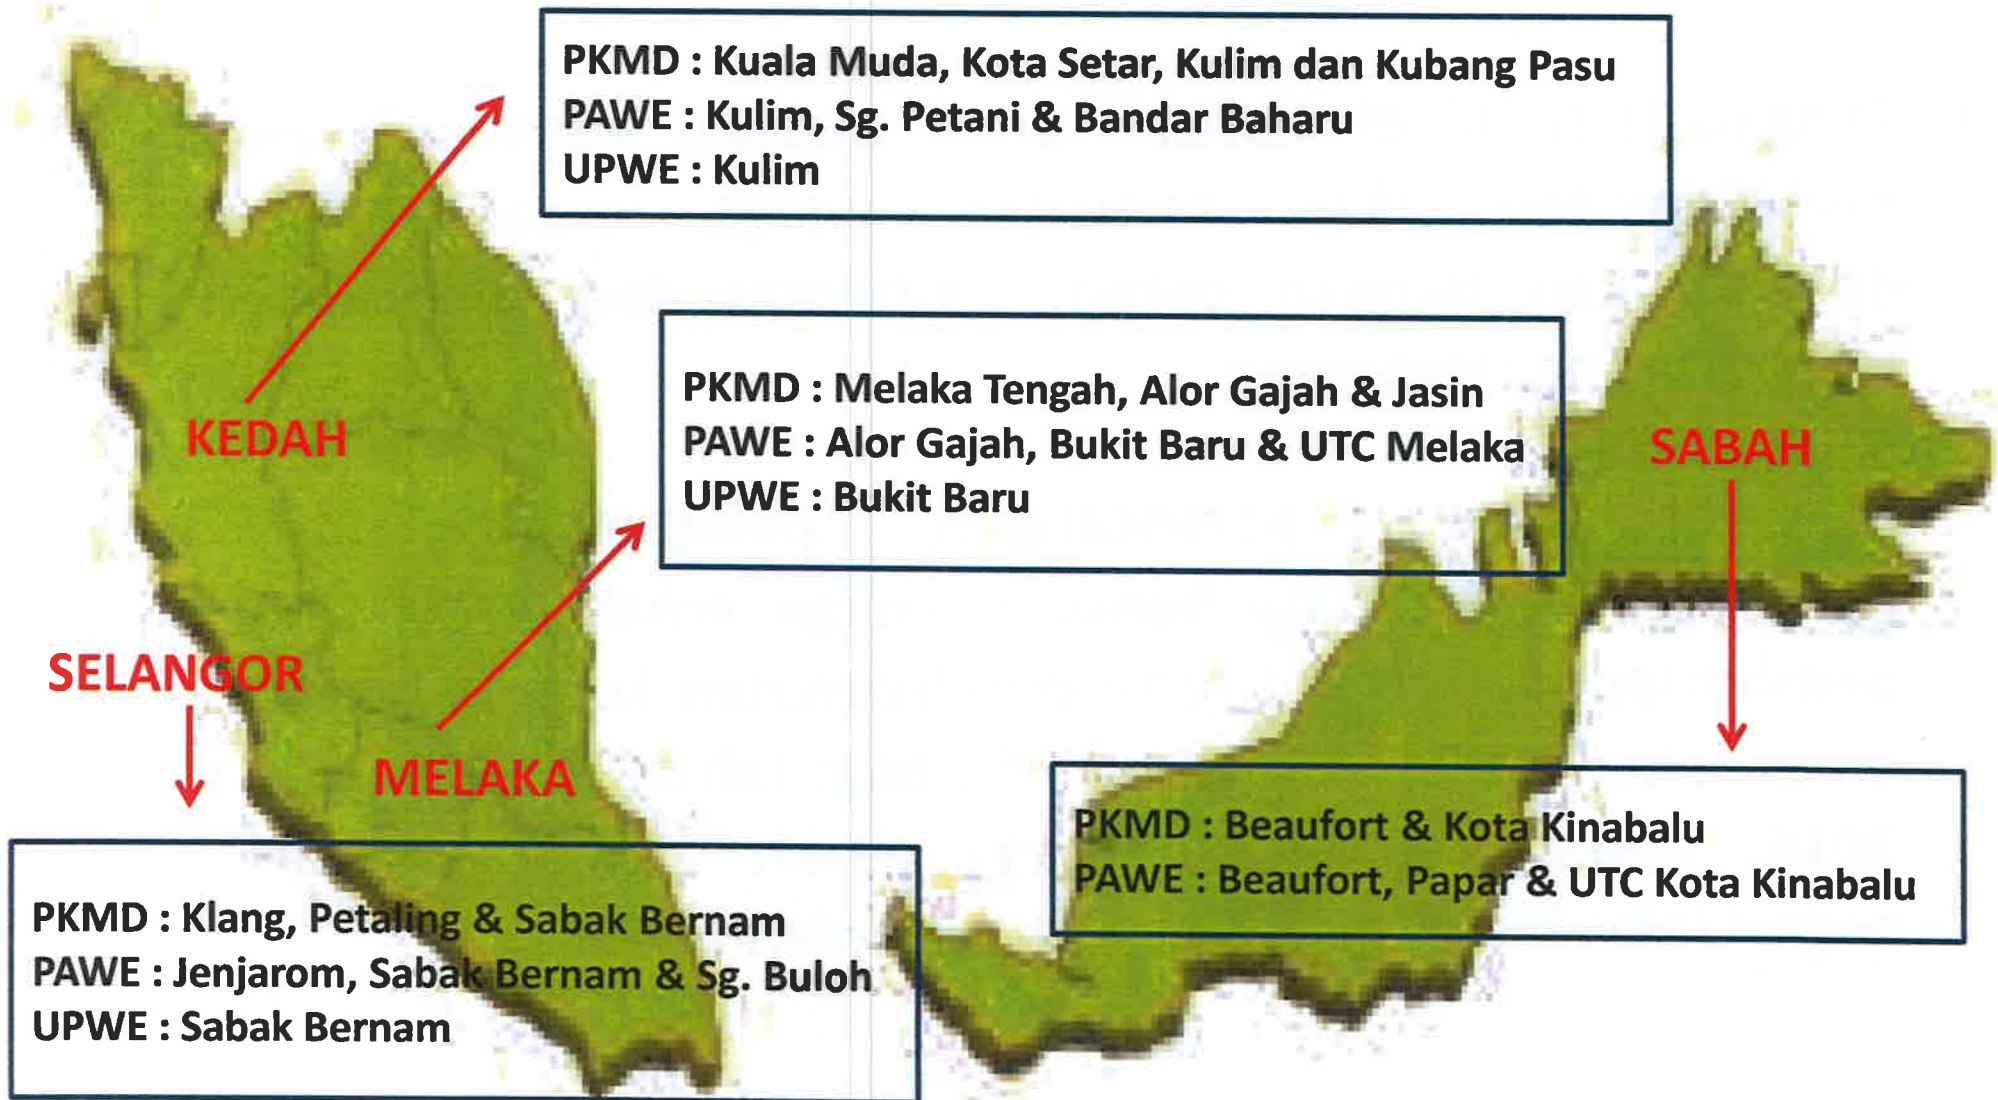 PKMD : Kuala Muda, Kota Setar, Kulim dan Kubang Pasu
PAWE : Kulim, Sg. Petani & Bandar Baharu
UPWE : Kulim
KEDAH
PKMD : Melaka Tengah, Alor Gajah & Jasin
PAWE : Alor Gajah, Bukit Baru & UTC Melaka
UPWE : Bukit Baru
MELAKA
SABAH
PKMD : Beaufort & Kota Kinabalu
PAWE : Beaufort, Papar & UTC Kota Kinabalu
SELANGOR
PKMD : Klang, Petaling & Sabak Bernam
PAWE : Jenjarom, Sabak Bernam & Sg. Buloh
UPWE : Sabak Bernam